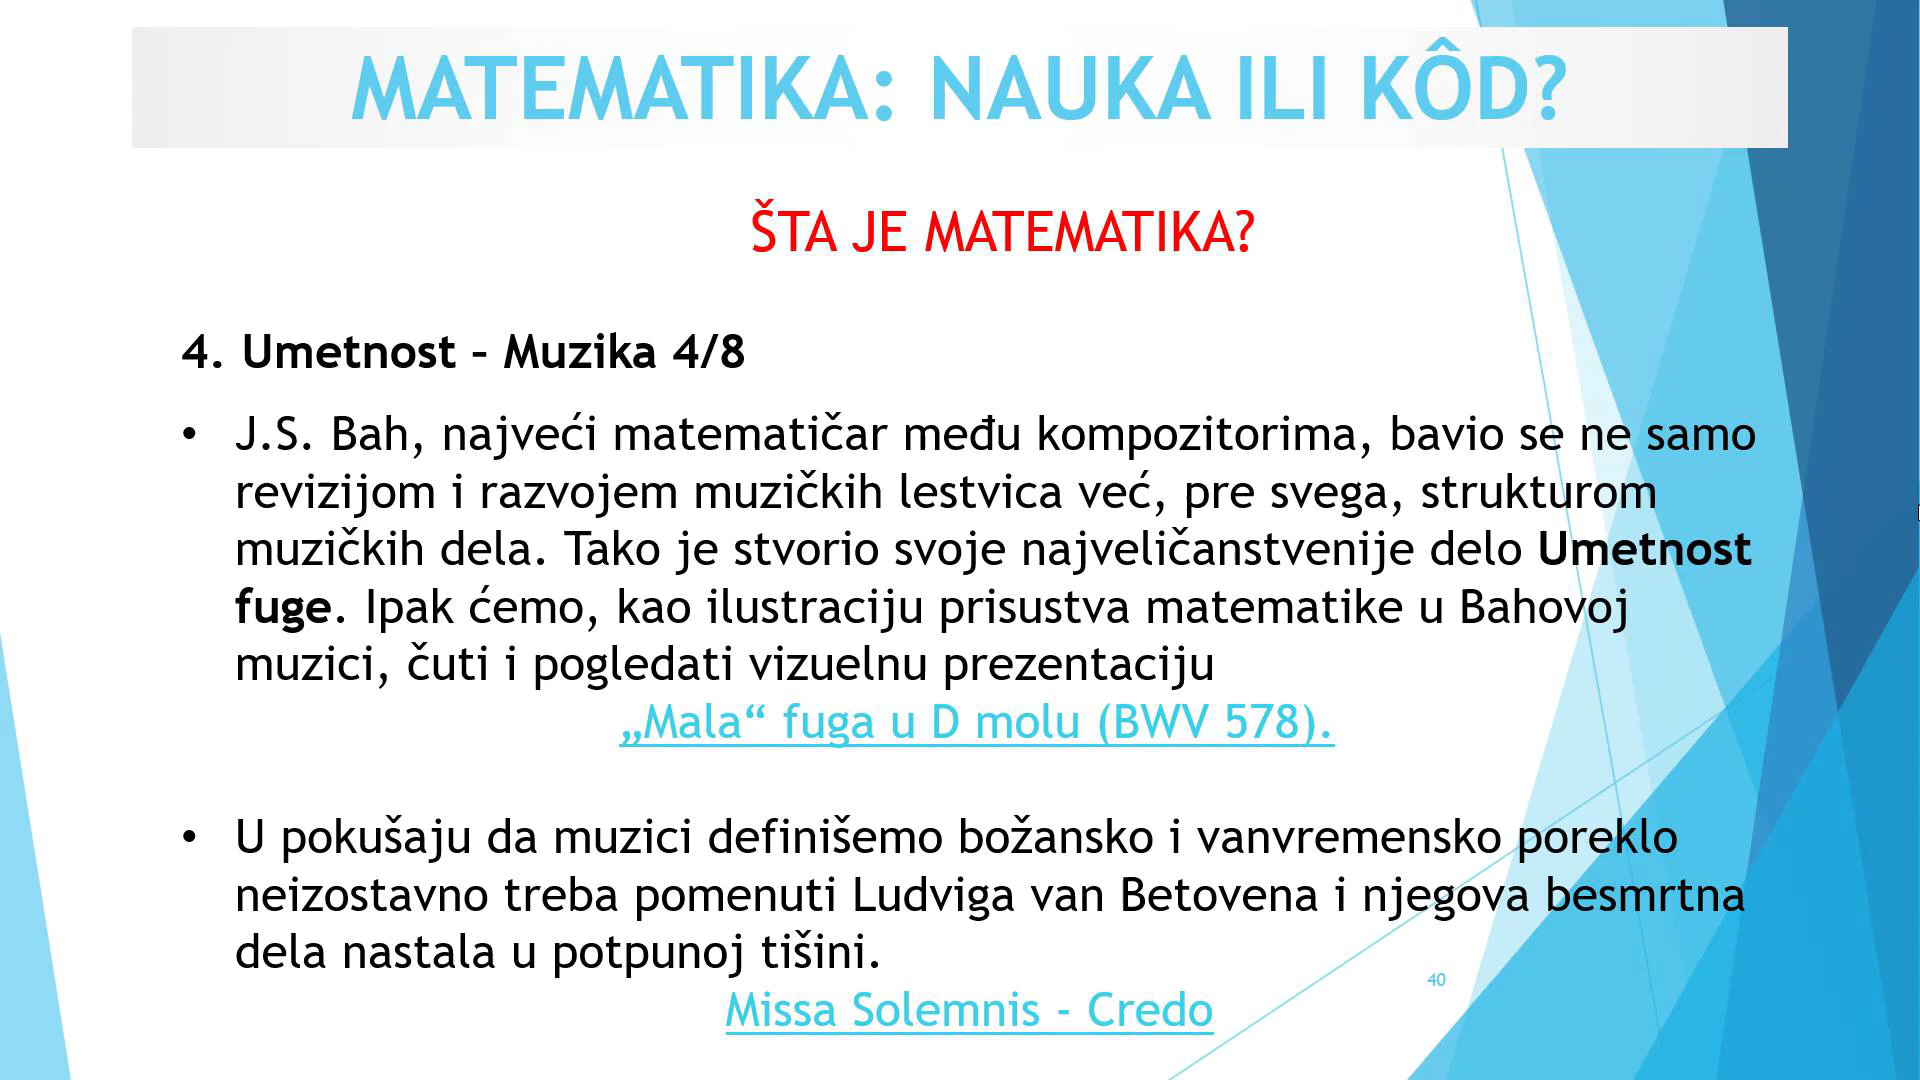 MATEMATIKA: NAUKA ILI KÔD?
ŠTA JE MATEMATIKA?
4. Umetnost – Muzika 4/8
• J.S. Bah, najveći matematičar među kompozitorima, bavio se ne samo
revizijom i razvojem muzičkih lestvica već, pre svega, strukturom
muzičkih dela. Tako je stvorio svoje najveličanstvenije delo Umetnost
fuge. Ipak ćemo, kao ilustraciju prisustva matematike u Bahovoj
muzici, čuti i pogledati vizuelnu prezentaciju
„Mala“ fuga u D molu (BWV 578).
• U pokušaju da muzici definišemo božansko i vanvremensko poreklo
neizostavno treba pomenuti Ludviga van Betovena i njegova besmrtna
dela nastala u potpunoj tišini.
40
Missa Solemnis - Credo